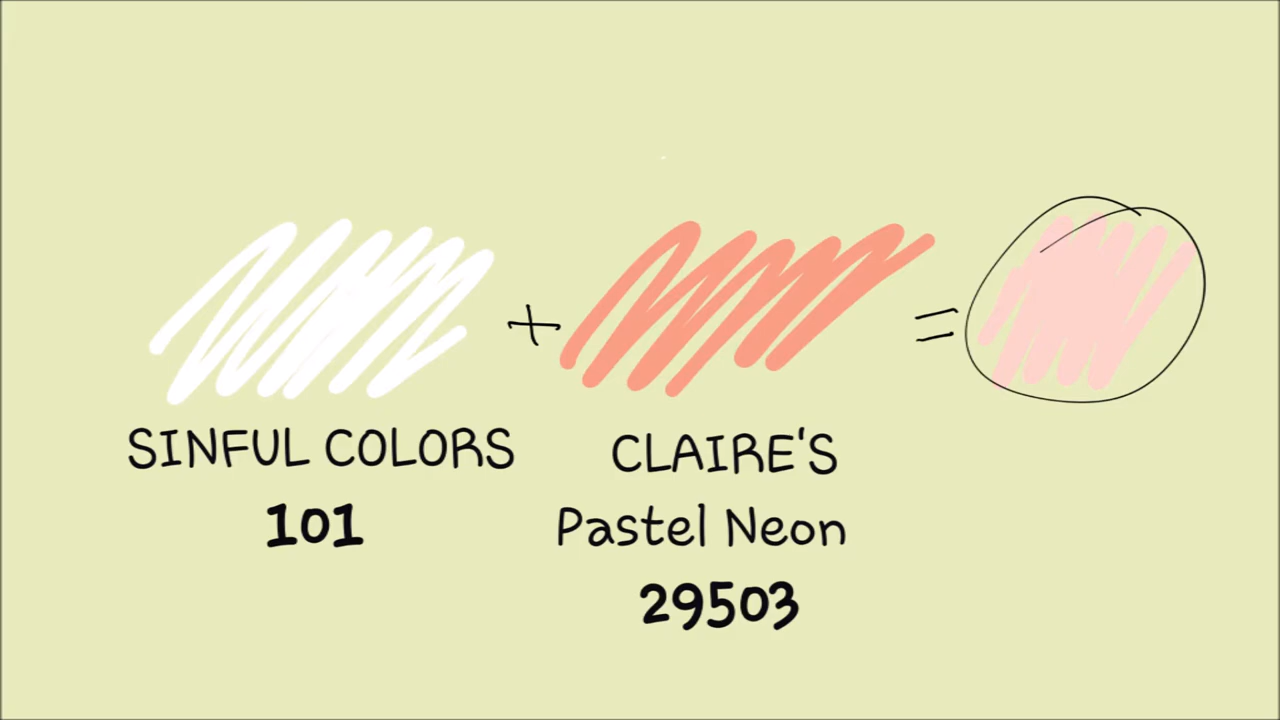 + =
SINFUL COLORS
101
CLAIRE'S
Pastel Neon
29503